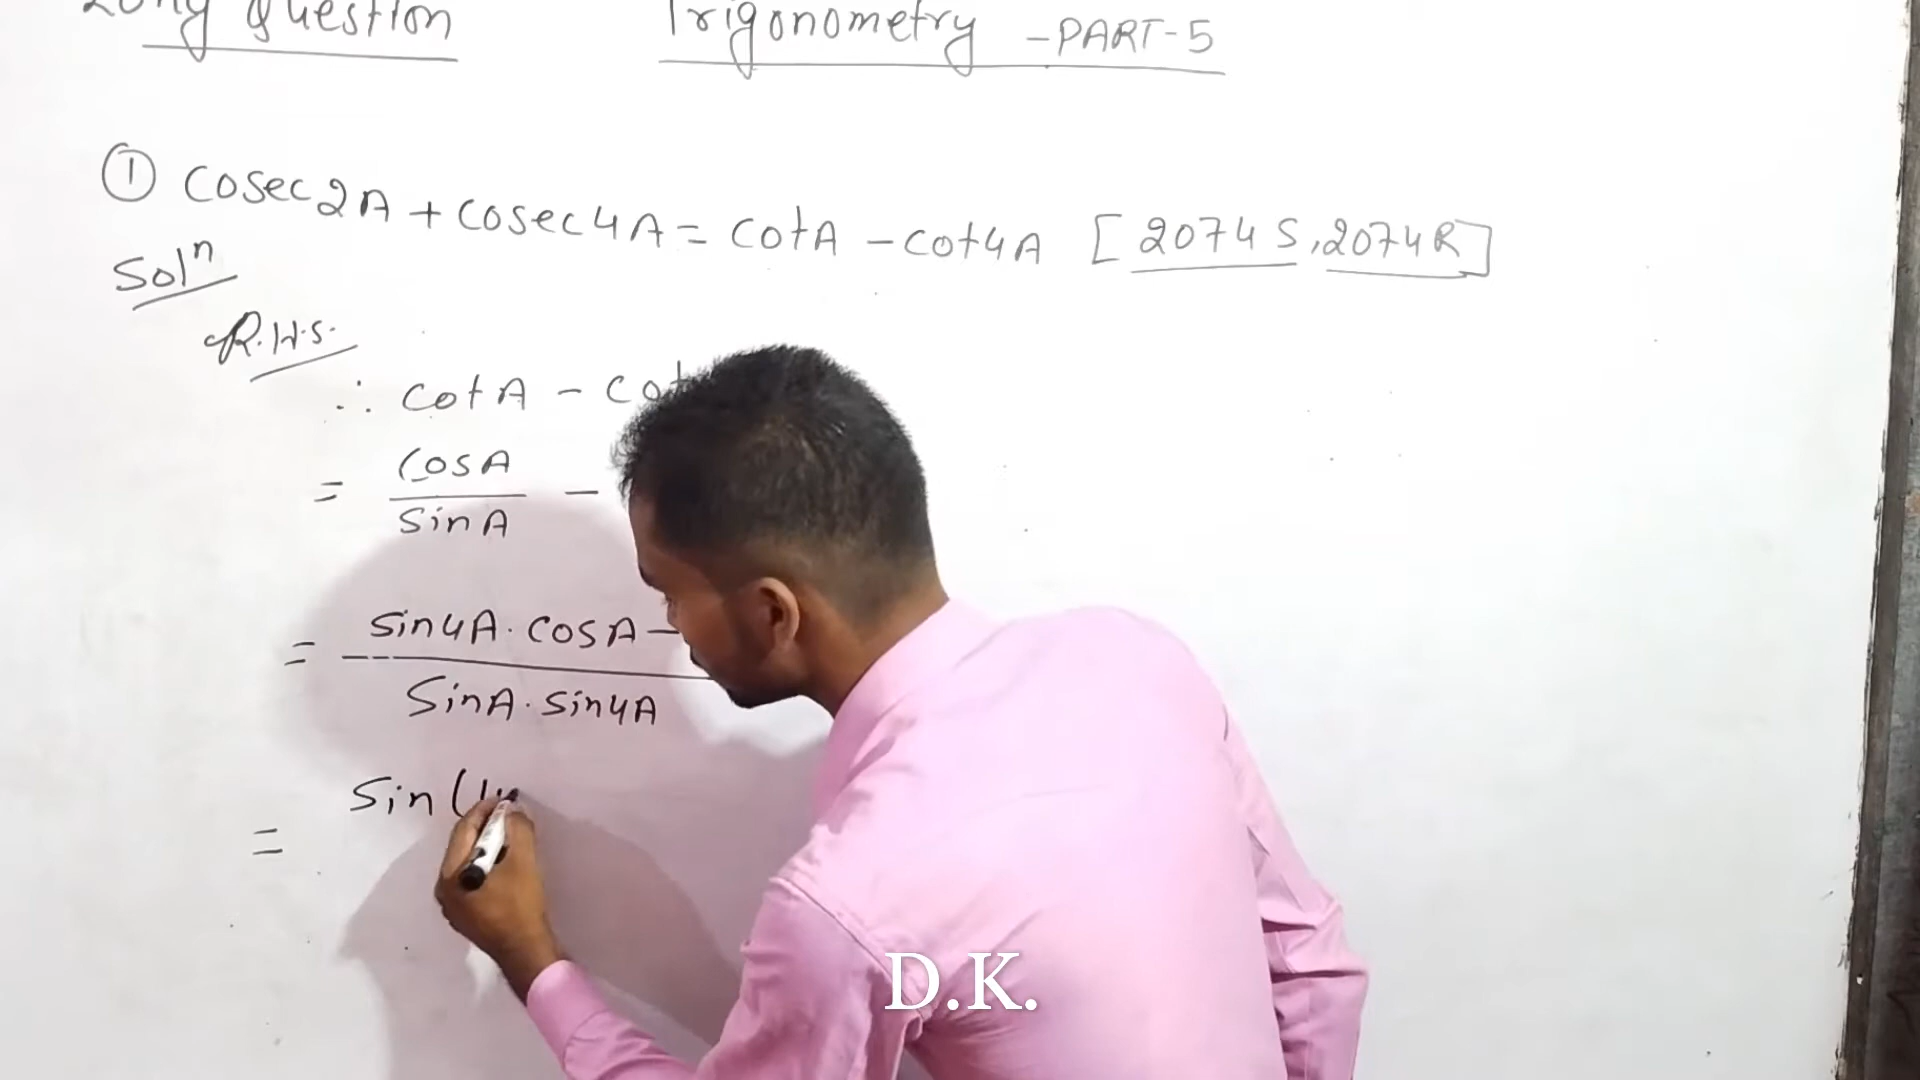 Long Question Trigonometry - PART-5
① Cosec2A + Cosec4A = CotA - Cot4A [2074 S, 2074 R]
Solⁿ
R.H.S.
∴ CotA - Cot
= CosA / SinA -
= Sin4A · CosA - / SinA · Sin4A
= Sin(4
D.K.